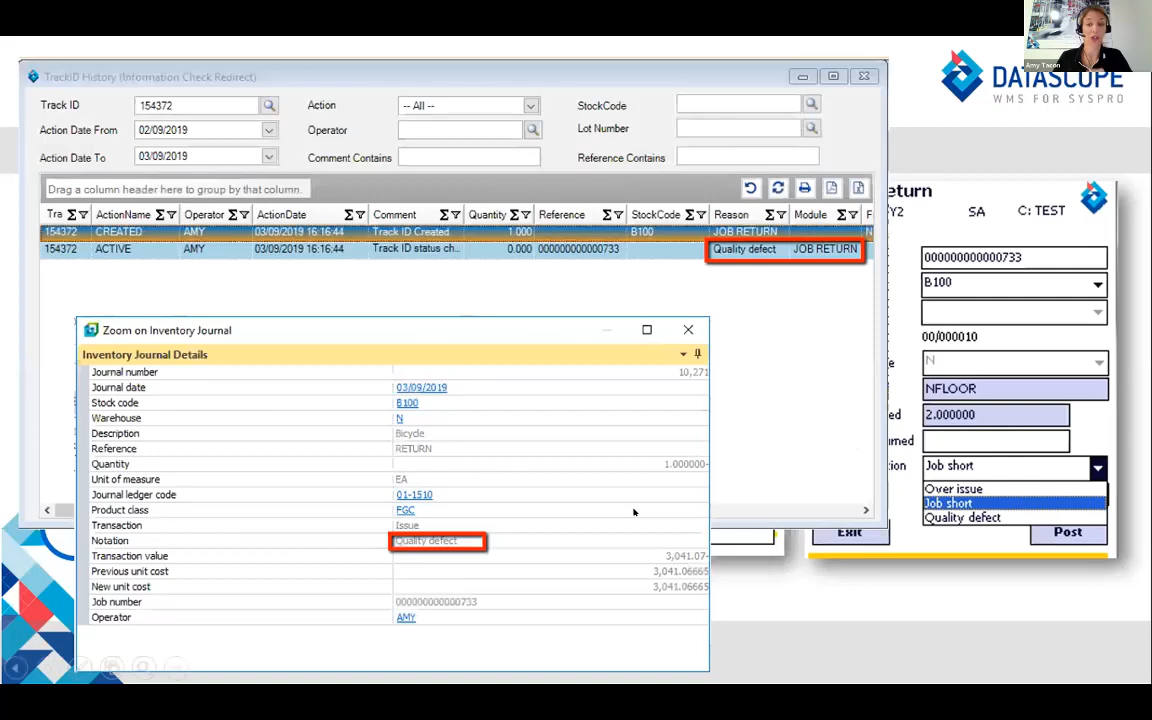 Amy Tacon
DATASCOPE
WMS FOR SYSPRO
TrackID History (Information Check Redirect)
Track ID 154372 Action -- All -- StockCode
Action Date From 02/09/2019 Operator Lot Number
Action Date To 03/09/2019 Comment Contains Reference Contains
Drag a column header here to group by that column.
Tra ActionName Operator ActionDate Comment Quantity Reference StockCode Reason Module F
154372 CREATED AMY 03/09/2019 16:16:44 Track ID Created 1.000 B100 JOB RETURN N
154372 ACTIVE AMY 03/09/2019 16:16:44 Track ID status ch... 0.000 000000000000733 Quality defect JOB RETURN
Zoom on Inventory Journal
Inventory Journal Details
Journal number 10,271
Journal date 03/09/2019
Stock code B100
Warehouse N
Description Bicycle
Reference RETURN
Quantity 1.000000-
Unit of measure EA
Journal ledger code 01-1510
Product class FGC
Transaction Issue
Notation Quality defect
Transaction value 3,041.07-
Previous unit cost 3,041.06665
New unit cost 3,041.06665
Job number 000000000000733
Operator AMY
eturn
Y2 SA C: TEST
000000000000733
B100
00/000010
N
NFLOOR
ed 2.000000
urned
ion Job short
Over issue
Job short
Quality defect
Exit Post